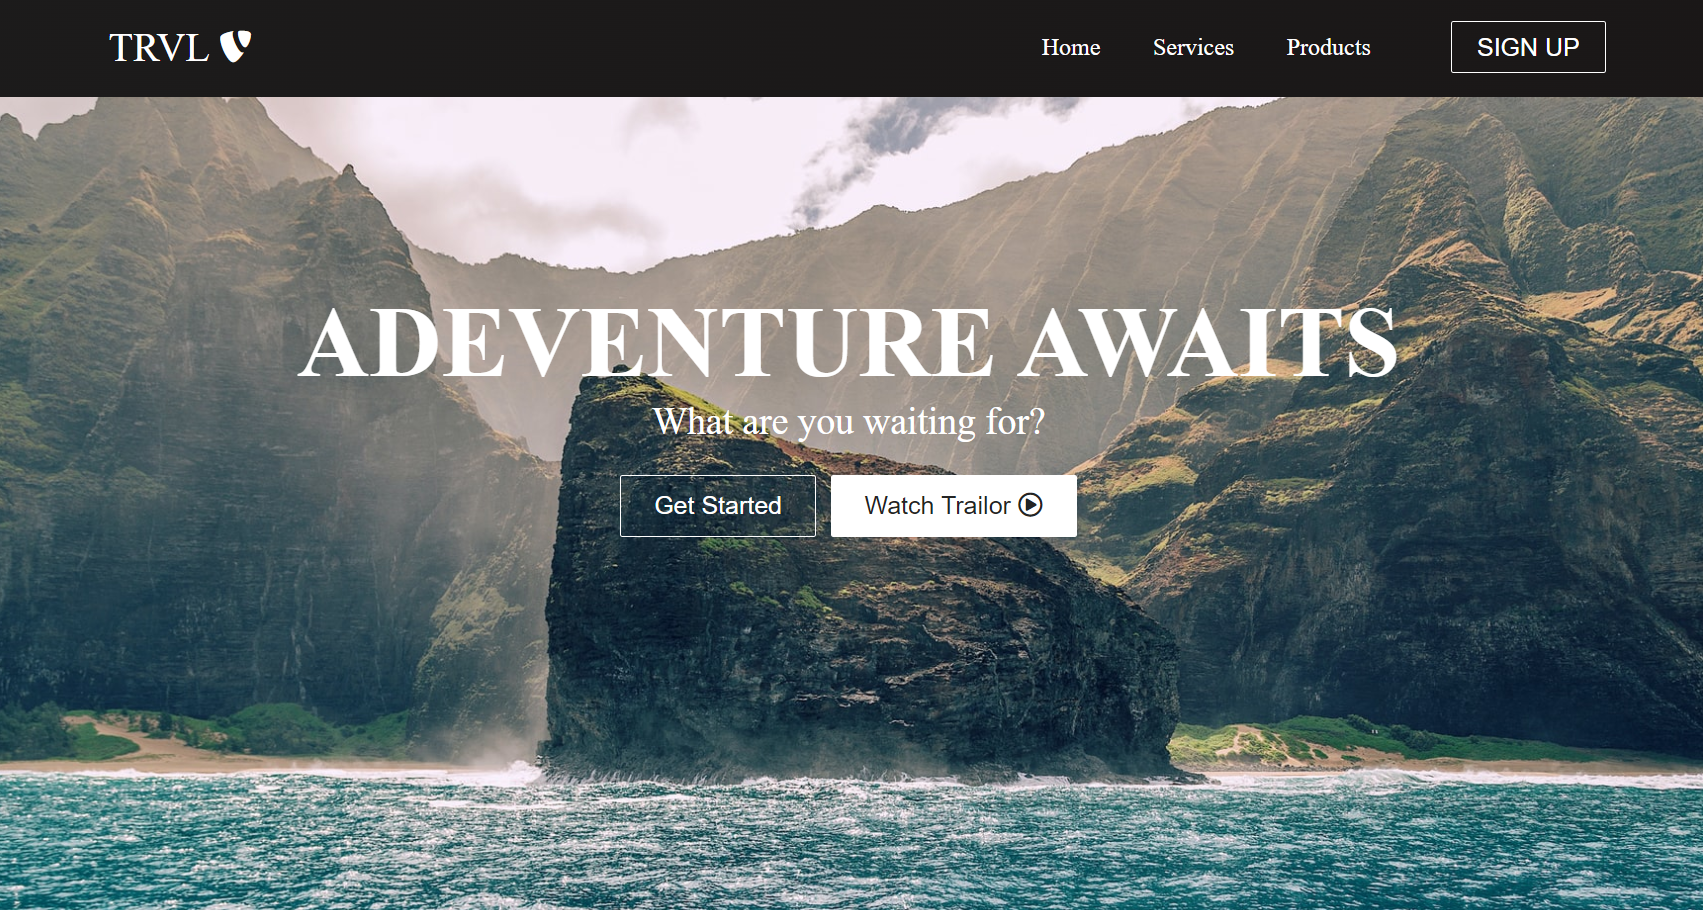 TRVL
Home Services Products SIGN UP
ADEVENTURE AWAITS
What are you waiting for?
Get Started Watch Trailor